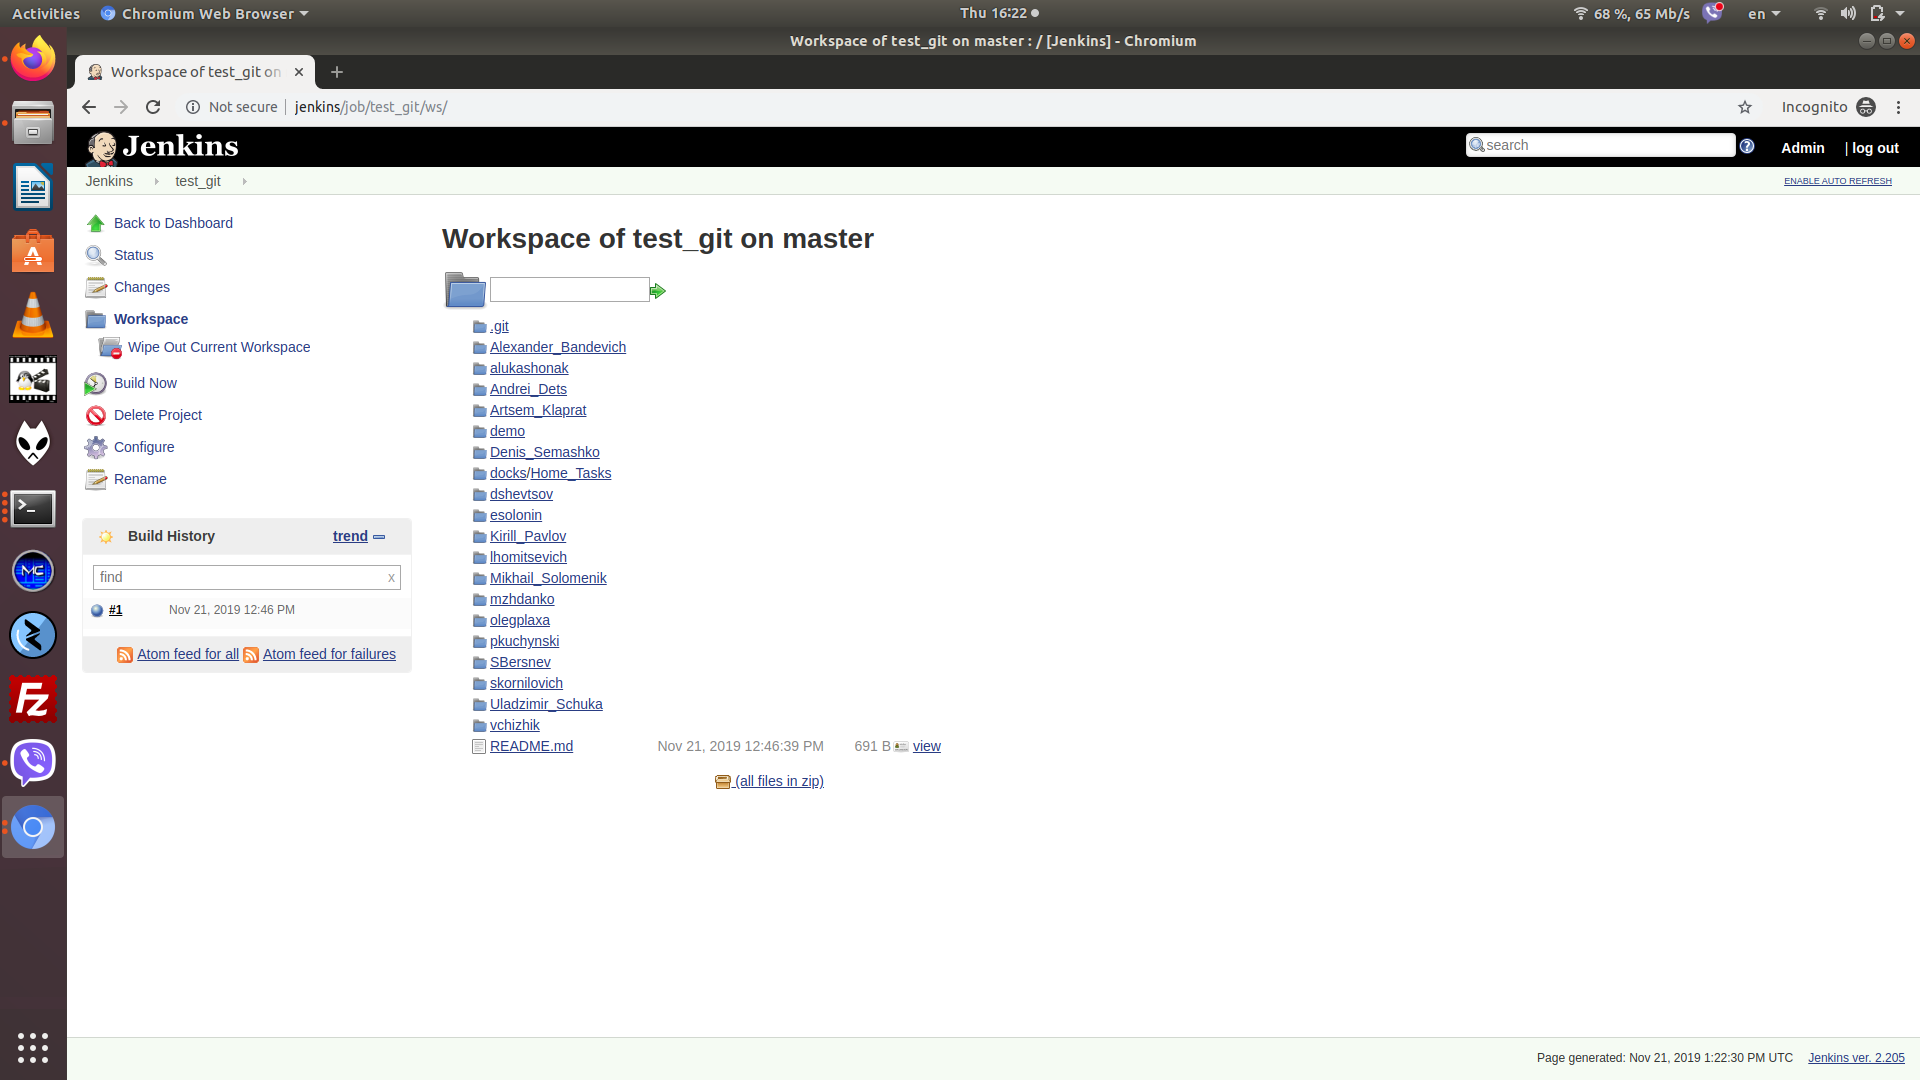 Activities Chromium Web Browser Thu 16:22 68 %, 65 Mb/s en
Workspace of test_git on master : / [Jenkins] - Chromium
Workspace of test_git on
Not secure jenkins/job/test_git/ws/ Incognito
Jenkins search Admin | log out
Jenkins test_git ENABLE AUTO REFRESH
Back to Dashboard
Status
Changes
Workspace
Wipe Out Current Workspace
Build Now
Delete Project
Configure
Rename
Build History trend
find x
#1 Nov 21, 2019 12:46 PM
Atom feed for all Atom feed for failures
Workspace of test_git on master
.git
Alexander_Bandevich
alukashonak
Andrei_Dets
Artsem_Klaprat
demo
Denis_Semashko
docks/Home_Tasks
dshevtsov
esolonin
Kirill_Pavlov
lhomitsevich
Mikhail_Solomenik
mzhdanko
olegplaxa
pkuchynski
SBersnev
skornilovich
Uladzimir_Schuka
vchizhik
README.md Nov 21, 2019 12:46:39 PM 691 B view
(all files in zip)
Page generated: Nov 21, 2019 1:22:30 PM UTC Jenkins ver. 2.205